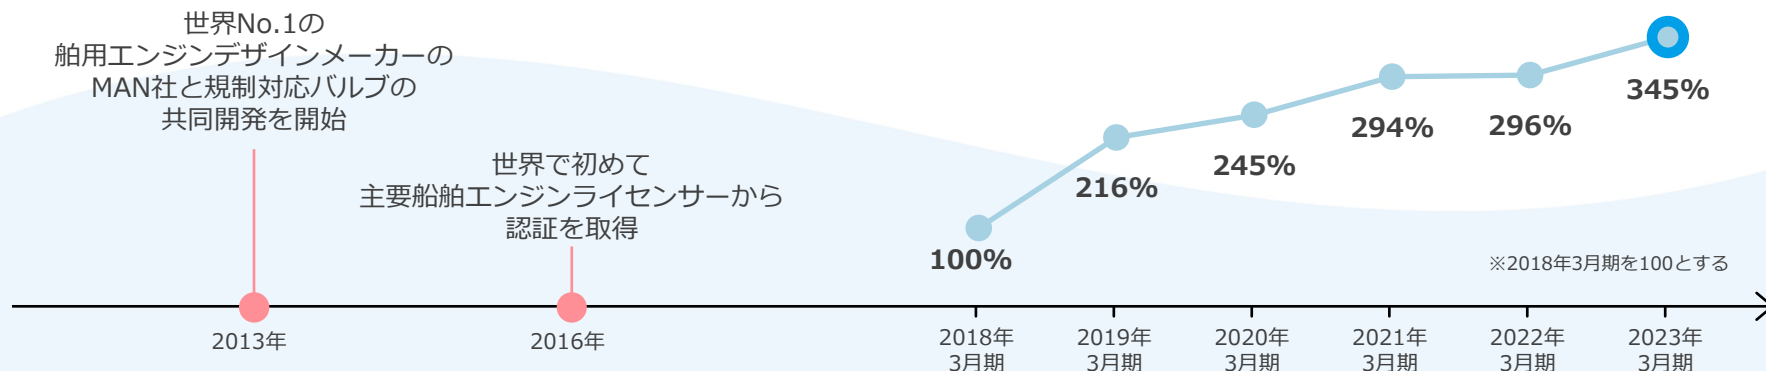 世界No.1の
舶用エンジンデザインメーカーの
MAN社と規制対応バルブの
共同開発を開始
世界で初めて
主要船舶エンジンライセンサーから
認証を取得
100%
216%
245%
294%
296%
345%
※2018年3月期を100とする
2013年
2016年
2018年
3月期
2019年
3月期
2020年
3月期
2021年
3月期
2022年
3月期
2023年
3月期